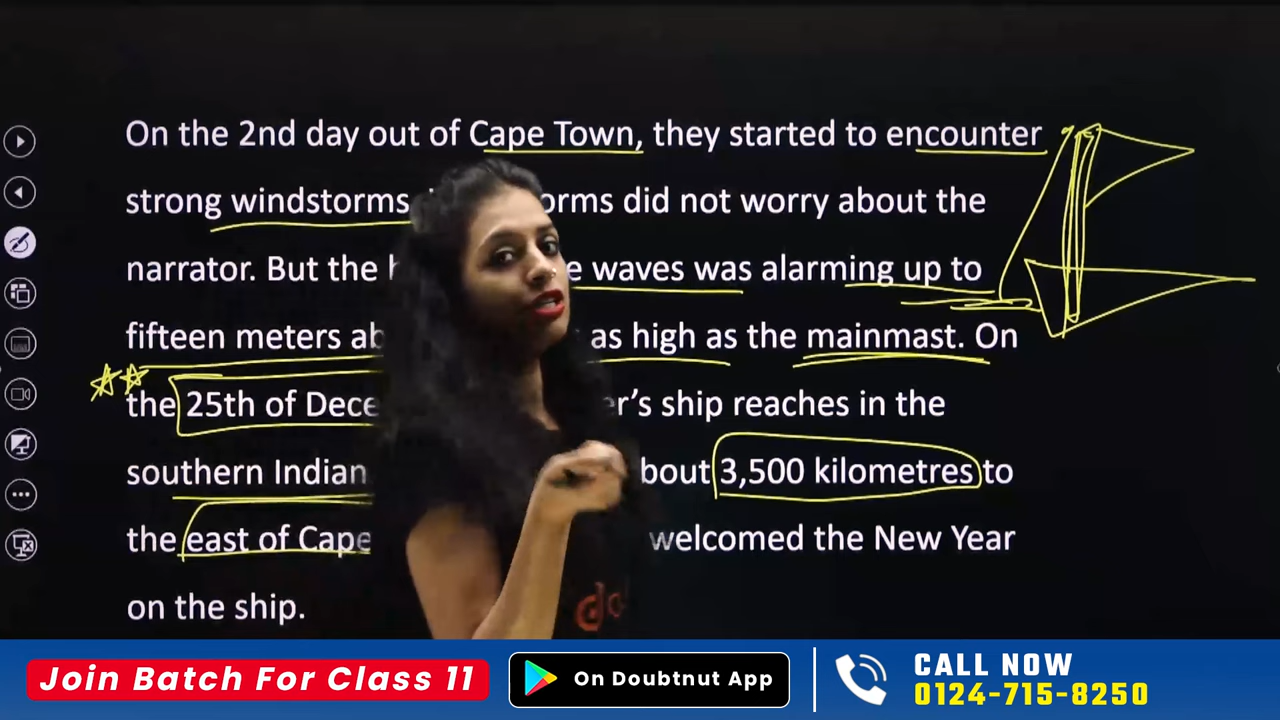 On the 2nd day out of Cape Town, they started to encounter
strong windstorms orms did not worry about the
narrator. But the waves was alarming up to
fifteen meters as high as the mainmast. On
the 25th of Dece er's ship reaches in the
southern Indian bout 3,500 kilometres to
the east of Cape welcomed the New Year
on the ship.
Join Batch For Class 11
On Doubtnut App
CALL NOW
0124-715-8250